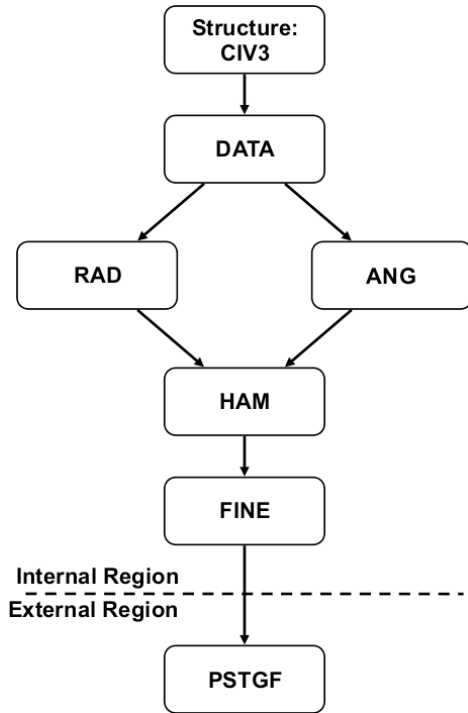 Structure:
CIV3
DATA
RAD
ANG
HAM
FINE
Internal Region
External Region
PSTGF